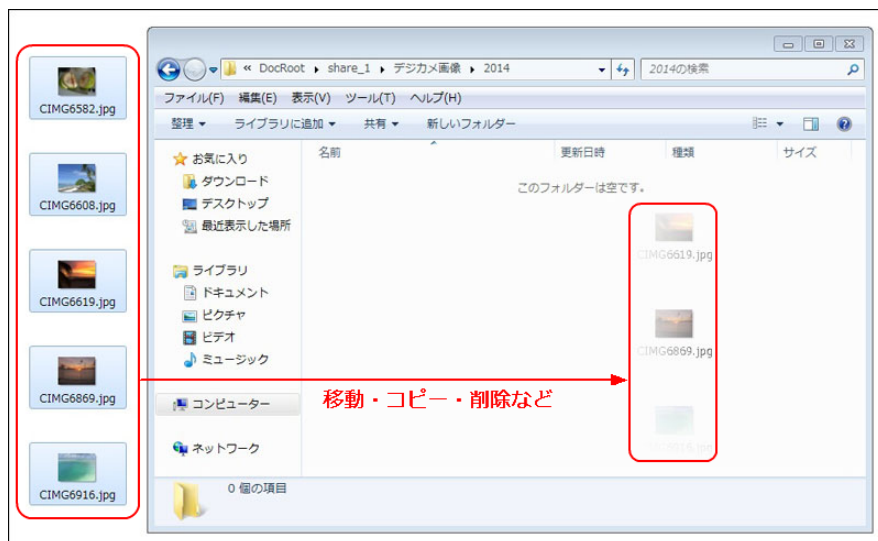 CIMG6582.jpg
CIMG6608.jpg
CIMG6619.jpg
CIMG6869.jpg
CIMG6916.jpg
« DocRoot ▸ share_1 ▸ デジカメ画像 ▸ 2014
2014の検索
ファイル(F) 編集(E) 表示(V) ツール(T) ヘルプ(H)
整理 ライブラリに追加 共有 新しいフォルダー
お気に入り
ダウンロード
デスクトップ
最近表示した場所
ライブラリ
ドキュメント
ピクチャ
ビデオ
ミュージック
コンピューター
ネットワーク
名前 更新日時 種類 サイズ
このフォルダーは空です。
CIMG6619.jpg
CIMG6869.jpg
移動・コピー・削除など
0 個の項目